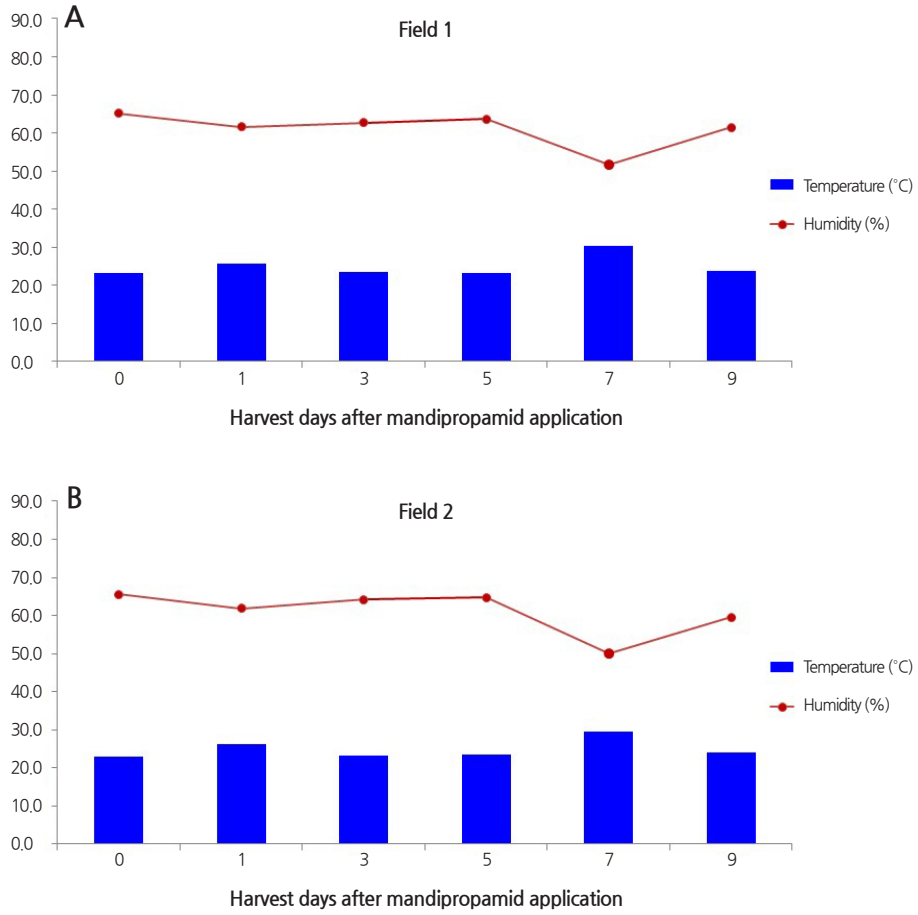 A
Field 1
90.0
80.0
70.0
60.0
50.0
40.0
30.0
20.0
10.0
0.0
0 1 3 5 7 9
Harvest days after mandipropamid application
Temperature (°C)
Humidity (%)
B
Field 2
90.0
80.0
70.0
60.0
50.0
40.0
30.0
20.0
10.0
0.0
0 1 3 5 7 9
Harvest days after mandipropamid application
Temperature (°C)
Humidity (%)